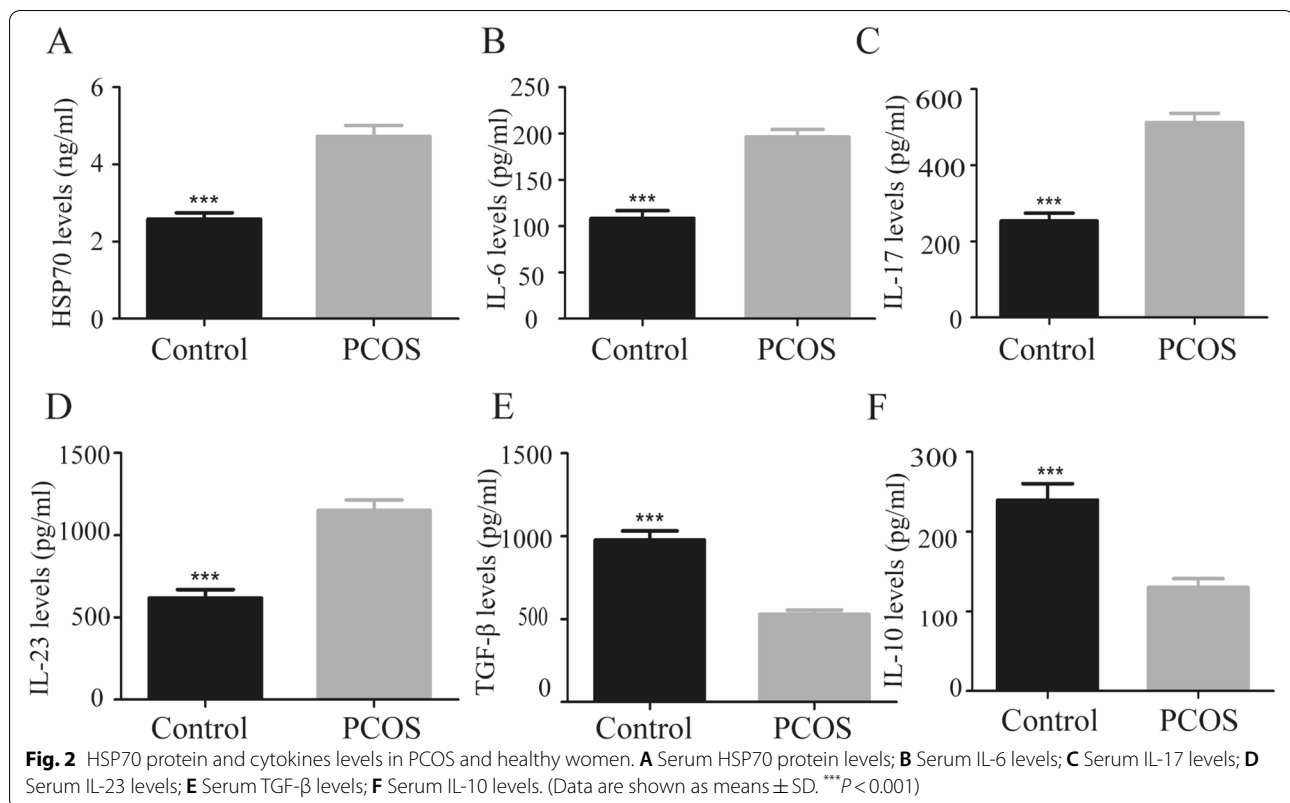 A
HSP70 levels (ng/ml)
6
4
2
0
***
Control
PCOS
B
IL-6 levels (pg/ml)
250
200
150
100
50
0
***
Control
PCOS
C
IL-17 levels (pg/ml)
600
400
200
0
***
Control
PCOS
D
IL-23 levels (pg/ml)
1500
1000
500
0
***
Control
PCOS
E
TGF-β levels (pg/ml)
1500
1000
500
0
***
Control
PCOS
F
IL-10 levels (pg/ml)
300
200
100
0
***
Control
PCOS
Fig. 2 HSP70 protein and cytokines levels in PCOS and healthy women. A Serum HSP70 protein levels; B Serum IL-6 levels; C Serum IL-17 levels; D
Serum IL-23 levels; E Serum TGF-β levels; F Serum IL-10 levels. (Data are shown as means ± SD. ***P < 0.001)